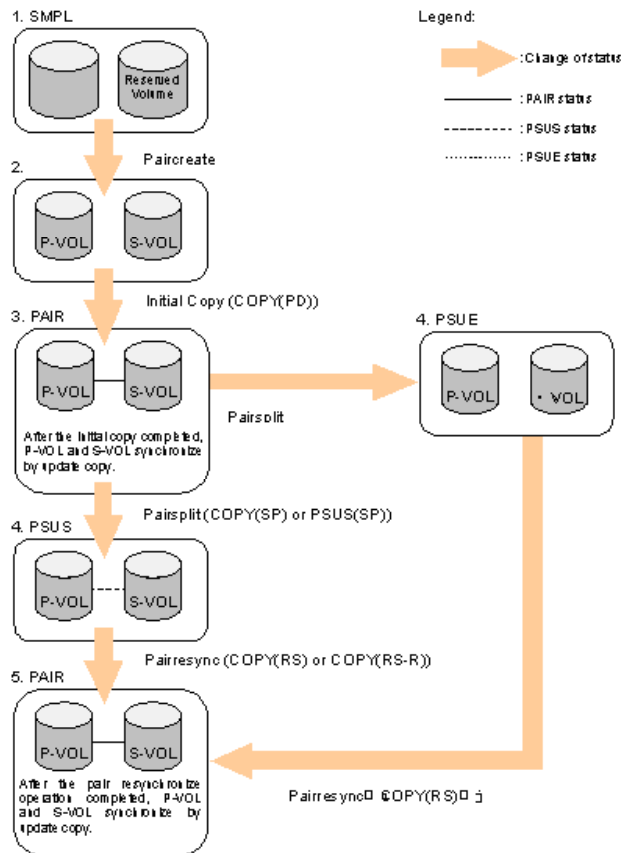 1. SMPL
Reserved
Volume
Paircreate
2.
P-VOL
S-VOL
Initial Copy (COPY(PD))
3. PAIR
P-VOL
S-VOL
After the initial copy completed,
P-VOL and S-VOL synchronize
by update copy.
Pairsplit
Pairsplit (COPY(SP) or PSUS(SP))
4. PSUS
P-VOL
S-VOL
Pairresync (COPY(RS) or COPY(RS-R))
5. PAIR
P-VOL
S-VOL
After the pair resynchronize
operation completed, P-VOL
and S-VOL synchronize by
update copy.
Legend:
:Change of status
:PAIR status
:PSUS status
:PSUE status
4. PSUE
P-VOL
VOL
Pairresync COPY(RS)